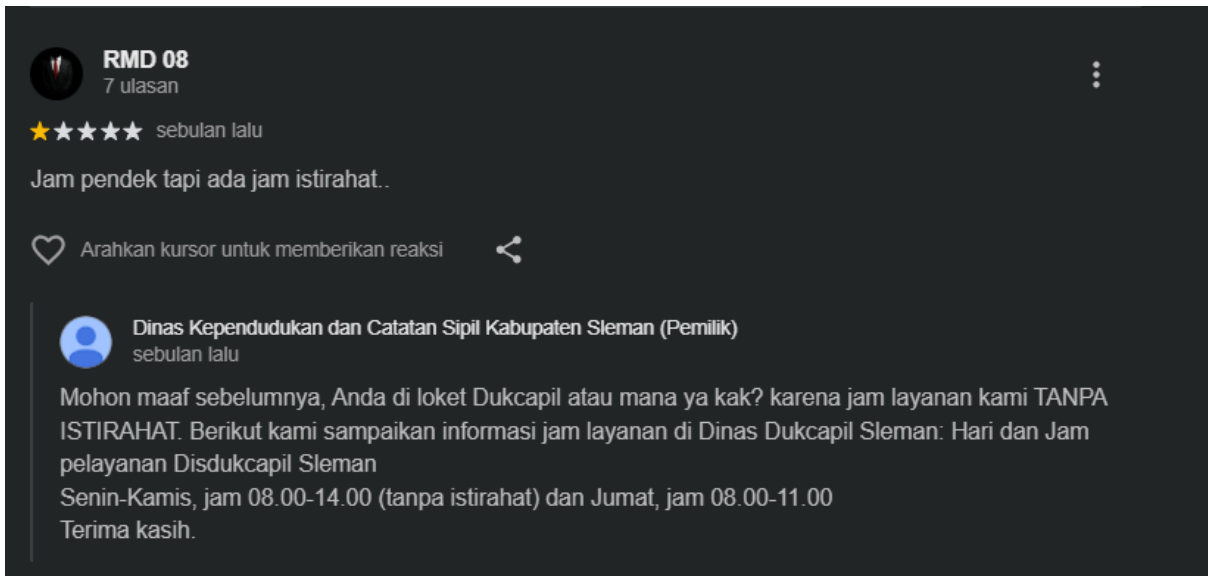 RMD 08
7 ulasan
sebulan lalu
Jam pendek tapi ada jam istirahat..
Arahkan kursor untuk memberikan reaksi
Dinas Kependudukan dan Catatan Sipil Kabupaten Sleman (Pemilik)
sebulan lalu
Mohon maaf sebelumnya, Anda di loket Dukcapil atau mana ya kak? karena jam layanan kami TANPA
ISTIRAHAT. Berikut kami sampaikan informasi jam layanan di Dinas Dukcapil Sleman: Hari dan Jam
pelayanan Disdukcapil Sleman
Senin-Kamis, jam 08.00-14.00 (tanpa istirahat) dan Jumat, jam 08.00-11.00
Terima kasih.